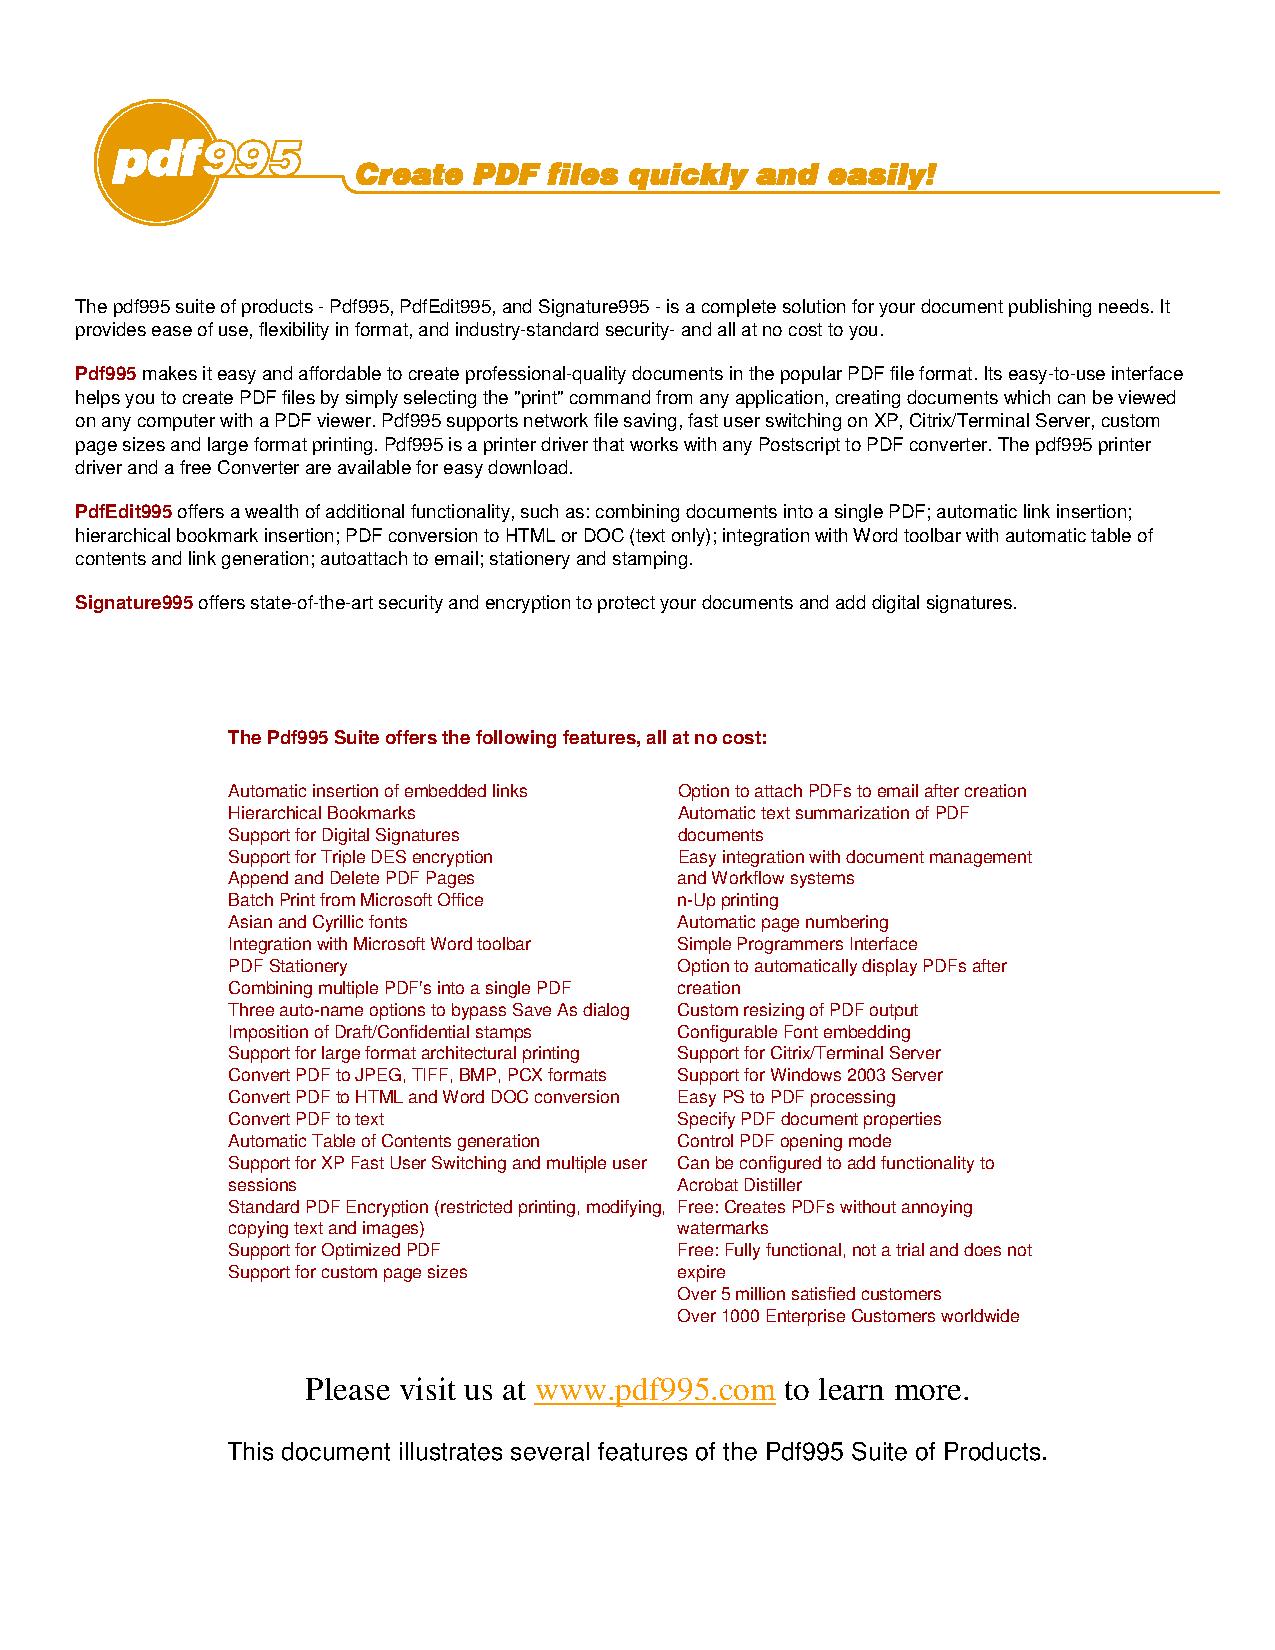 pdf995
Create PDF files quickly and easily!
The pdf995 suite of products - Pdf995, PdfEdit995, and Signature995 - is a complete solution for your document publishing needs. It
provides ease of use, flexibility in format, and industry-standard security- and all at no cost to you.
Pdf995 makes it easy and affordable to create professional-quality documents in the popular PDF file format. Its easy-to-use interface
helps you to create PDF files by simply selecting the "print" command from any application, creating documents which can be viewed
on any computer with a PDF viewer. Pdf995 supports network file saving, fast user switching on XP, Citrix/Terminal Server, custom
page sizes and large format printing. Pdf995 is a printer driver that works with any Postscript to PDF converter. The pdf995 printer
driver and a free Converter are available for easy download.
PdfEdit995 offers a wealth of additional functionality, such as: combining documents into a single PDF; automatic link insertion;
hierarchical bookmark insertion; PDF conversion to HTML or DOC (text only); integration with Word toolbar with automatic table of
contents and link generation; autoattach to email; stationery and stamping.
Signature995 offers state-of-the-art security and encryption to protect your documents and add digital signatures.
The Pdf995 Suite offers the following features, all at no cost:
Automatic insertion of embedded links
Hierarchical Bookmarks
Support for Digital Signatures
Support for Triple DES encryption
Append and Delete PDF Pages
Batch Print from Microsoft Office
Asian and Cyrillic fonts
Integration with Microsoft Word toolbar
PDF Stationery
Combining multiple PDF's into a single PDF
Three auto-name options to bypass Save As dialog
Imposition of Draft/Confidential stamps
Support for large format architectural printing
Convert PDF to JPEG, TIFF, BMP, PCX formats
Convert PDF to HTML and Word DOC conversion
Convert PDF to text
Automatic Table of Contents generation
Support for XP Fast User Switching and multiple user
sessions
Standard PDF Encryption (restricted printing, modifying,
copying text and images)
Support for Optimized PDF
Support for custom page sizes
Option to attach PDFs to email after creation
Automatic text summarization of PDF
documents
Easy integration with document management
and Workflow systems
n-Up printing
Automatic page numbering
Simple Programmers Interface
Option to automatically display PDFs after
creation
Custom resizing of PDF output
Configurable Font embedding
Support for Citrix/Terminal Server
Support for Windows 2003 Server
Easy PS to PDF processing
Specify PDF document properties
Control PDF opening mode
Can be configured to add functionality to
Acrobat Distiller
Free: Creates PDFs without annoying
watermarks
Free: Fully functional, not a trial and does not
expire
Over 5 million satisfied customers
Over 1000 Enterprise Customers worldwide
Please visit us at www.pdf995.com to learn more.
This document illustrates several features of the Pdf995 Suite of Products.